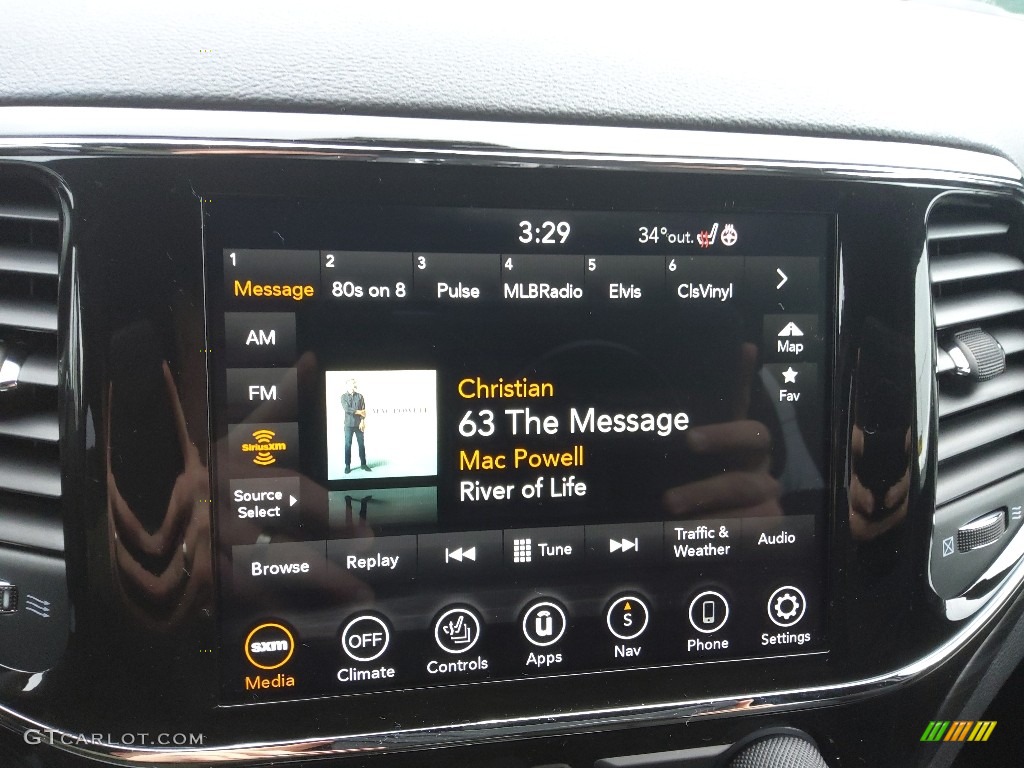 3:29
34°out.
1 2 3 4 5 6
Message 80s on 8 Pulse MLBRadio Elvis ClsVinyl
AM
Map
FM
Fav
MAC POWELL
Christian
63 The Message
Mac Powell
River of Life
SiriusXM
Source
Select
Browse Replay Tune Traffic &
Weather Audio
sxm OFF U S
Media Climate Controls Apps Nav Phone Settings
GTCARLOT.COM